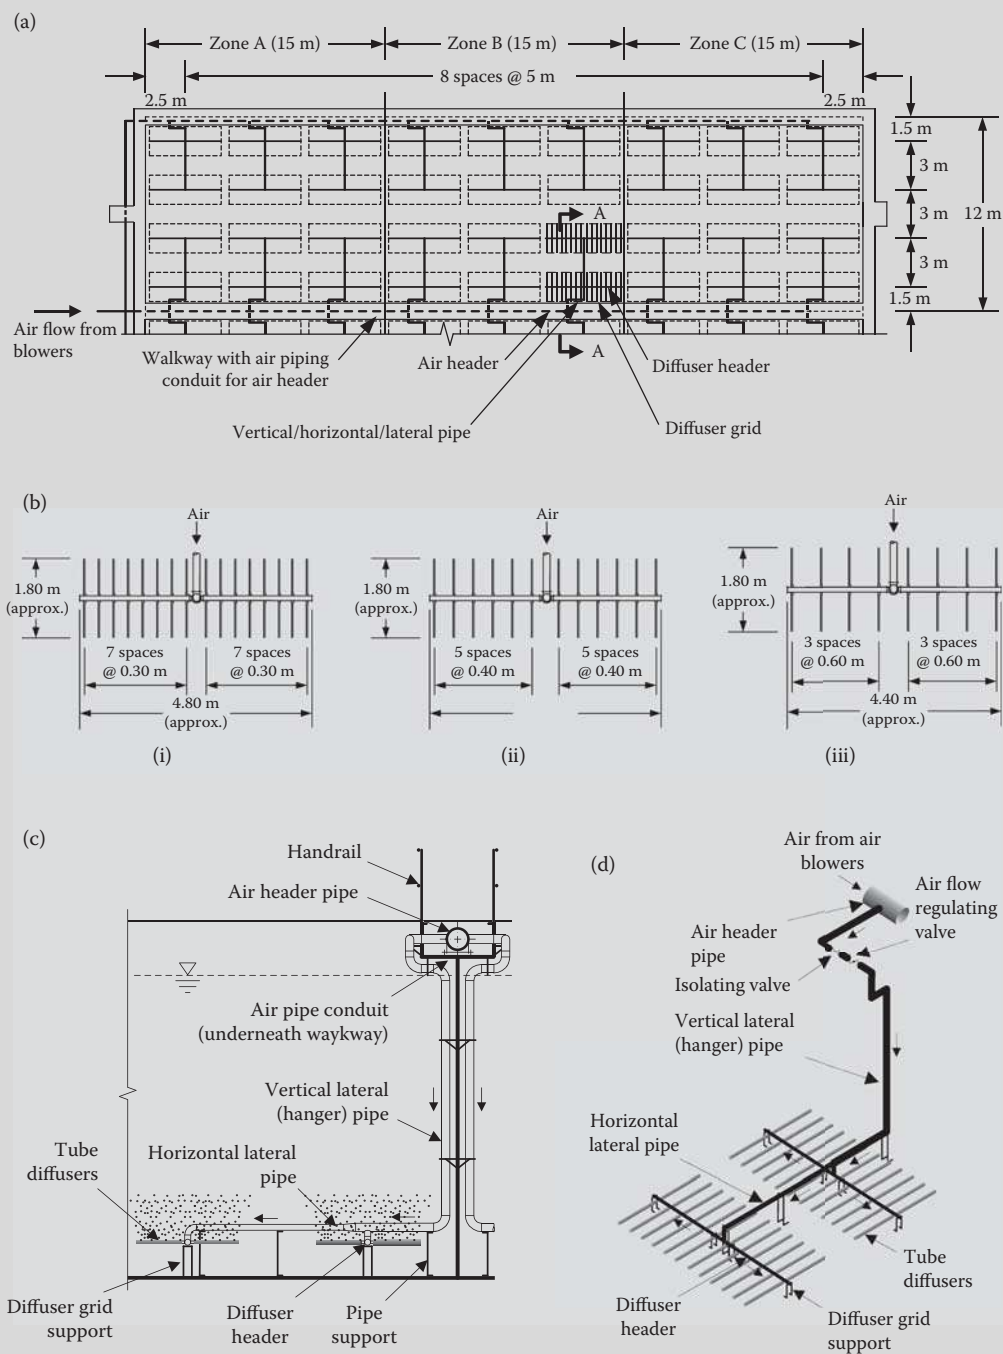 (a)
Zone A (15 m)
Zone B (15 m)
Zone C (15 m)
8 spaces @ 5 m
2.5 m
2.5 m
1.5 m
3 m
3 m
12 m
3 m
1.5 m
A
A
Air flow from
blowers
Walkway with air piping
conduit for air header
Air header
Diffuser header
Vertical/horizontal/lateral pipe
Diffuser grid
(b)
Air
1.80 m
(approx.)
7 spaces
@ 0.30 m
7 spaces
@ 0.30 m
4.80 m
(approx.)
(i)
Air
1.80 m
(approx.)
5 spaces
@ 0.40 m
5 spaces
@ 0.40 m
(ii)
Air
1.80 m
(approx.)
3 spaces
@ 0.60 m
3 spaces
@ 0.60 m
4.40 m
(approx.)
(iii)
(c)
Handrail
Air header pipe
Air pipe conduit
(underneath waykway)
Vertical lateral
(hanger) pipe
Tube
diffusers
Horizontal lateral
pipe
Diffuser grid
support
Diffuser
header
Pipe
support
(d)
Air from air
blowers
Air flow
regulating
valve
Air header
pipe
Isolating valve
Vertical lateral
(hanger) pipe
Horizontal
lateral pipe
Tube
diffusers
Diffuser
header
Diffuser grid
support